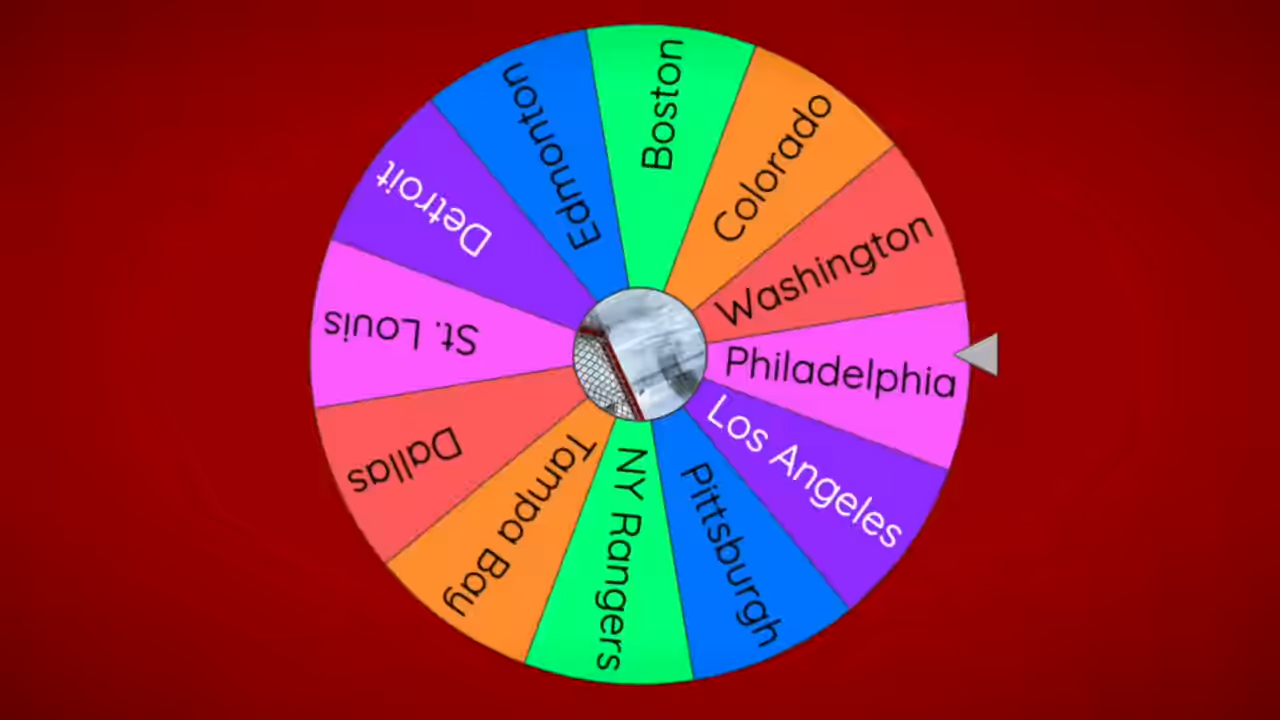 Boston
Colorado
Washington
Philadelphia
Los Angeles
Pittsburgh
NY Rangers
Tampa Bay
Dallas
St. Louis
Detroit
Edmonton